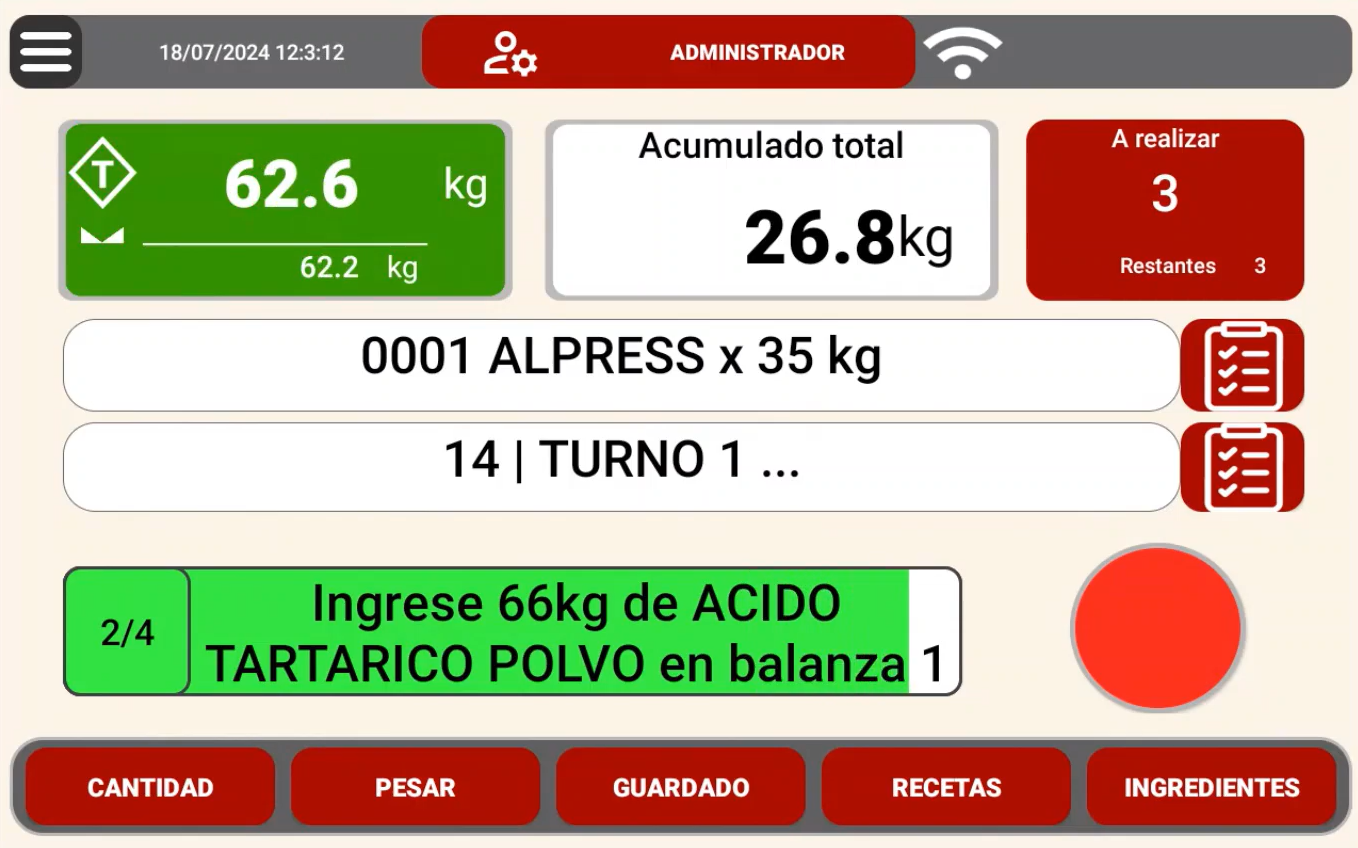 18/07/2024 12:3:12
ADMINISTRADOR
T
62.6 kg
62.2 kg
Acumulado total
26.8kg
A realizar
3
Restantes 3
0001 ALPRESS x 35 kg
14 | TURNO 1 ...
2/4
Ingrese 66kg de ACIDO
TARTARICO POLVO en balanza 1
CANTIDAD
PESAR
GUARDADO
RECETAS
INGREDIENTES